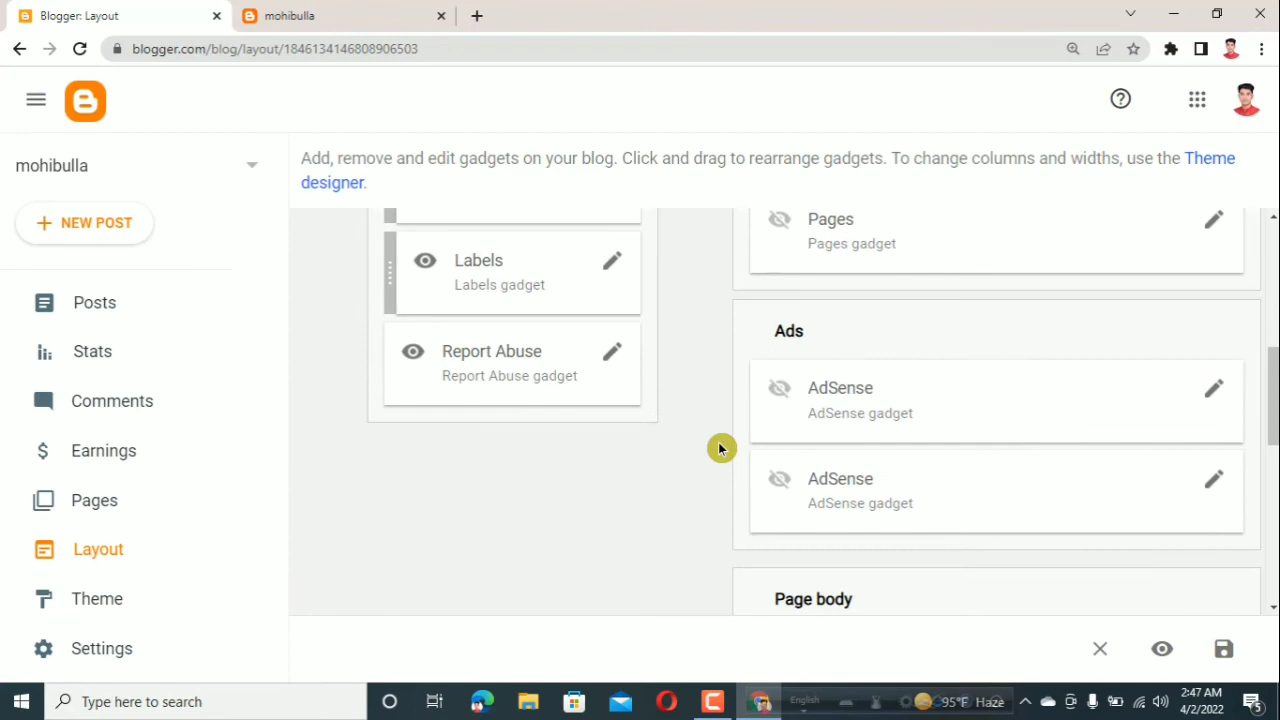 Blogger: Layout
mohibulla
blogger.com/blog/layout/1846134146808906503
mohibulla
NEW POST
Posts
Stats
Comments
Earnings
Pages
Layout
Theme
Settings
Add, remove and edit gadgets on your blog. Click and drag to rearrange gadgets. To change columns and widths, use the Theme
designer.
Labels
Labels gadget
Report Abuse
Report Abuse gadget
Pages
Pages gadget
Ads
AdSense
AdSense gadget
AdSense
AdSense gadget
Page body
Type here to search
English
95°F Haze
2:47 AM
4/2/2022
5